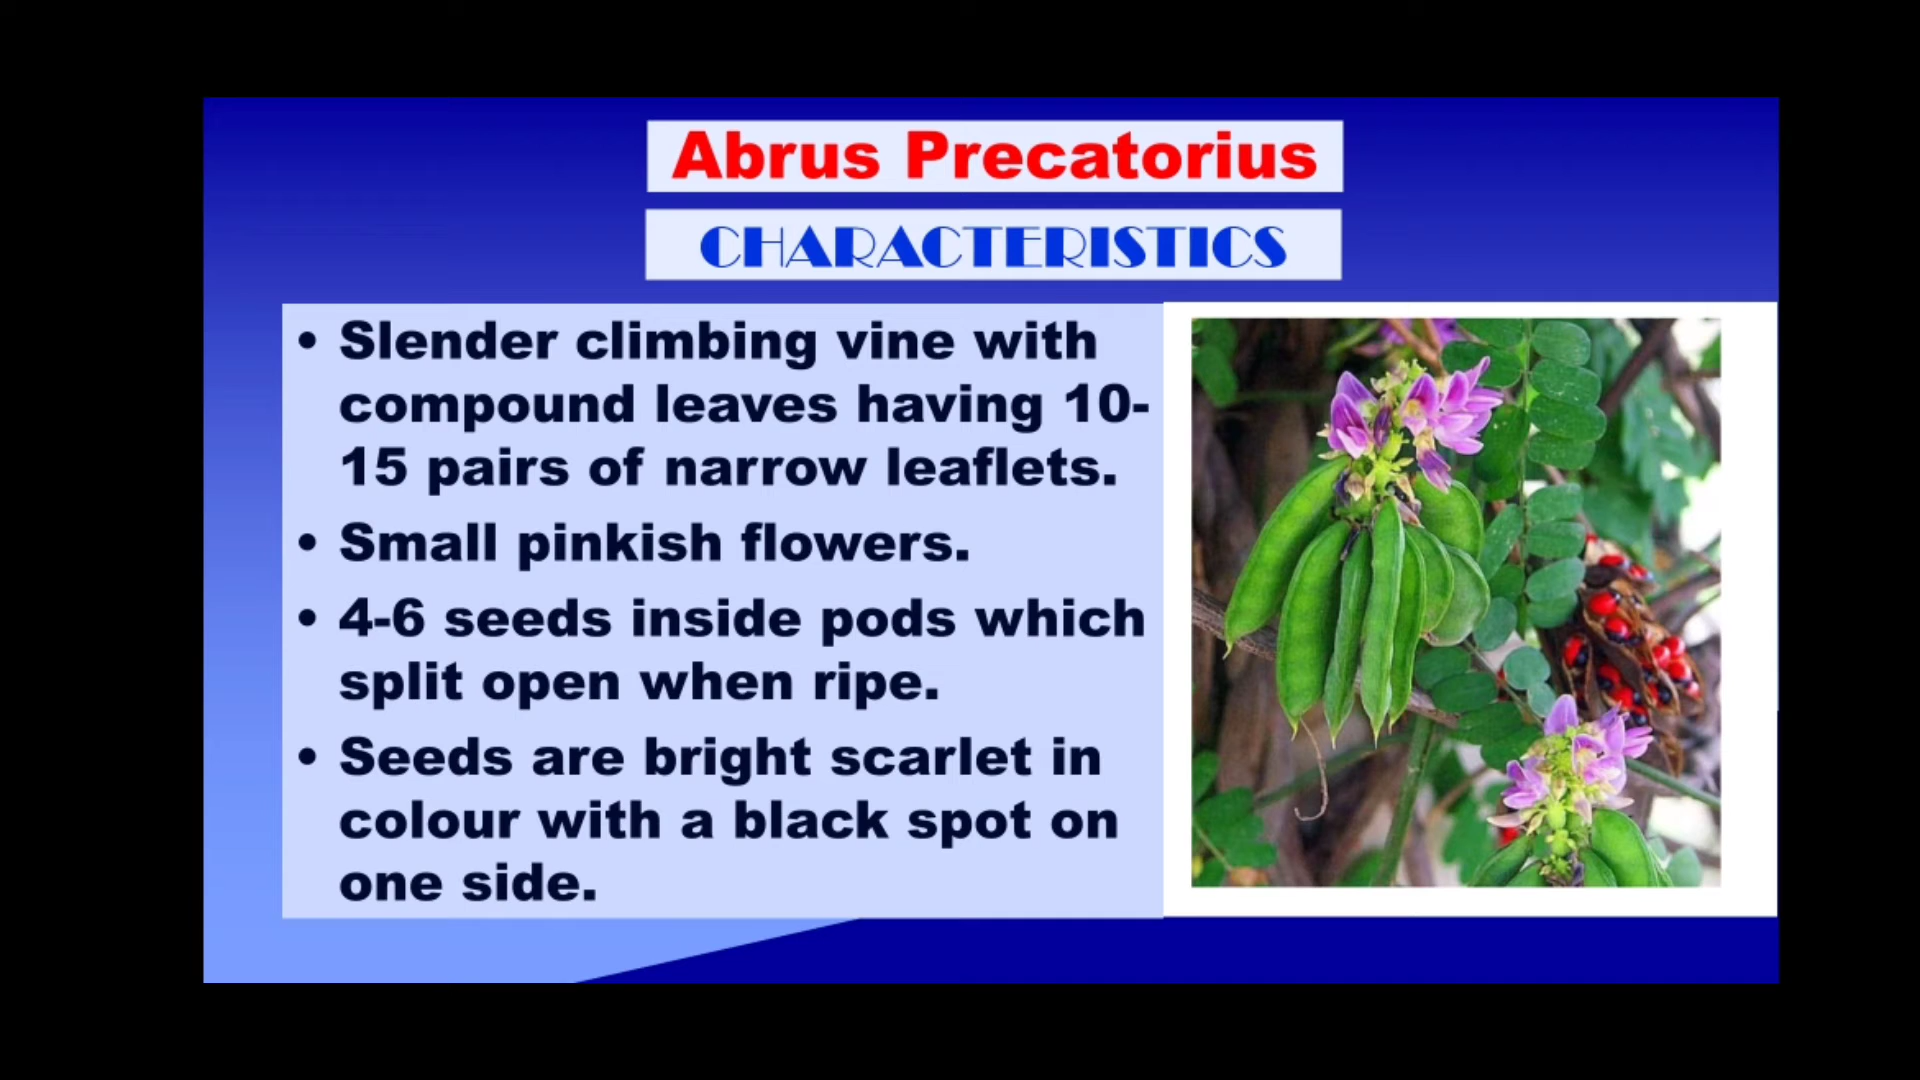 Abrus Precatorius
CHARACTERISTICS
• Slender climbing vine with
compound leaves having 10-
15 pairs of narrow leaflets.
• Small pinkish flowers.
• 4-6 seeds inside pods which
split open when ripe.
• Seeds are bright scarlet in
colour with a black spot on
one side.